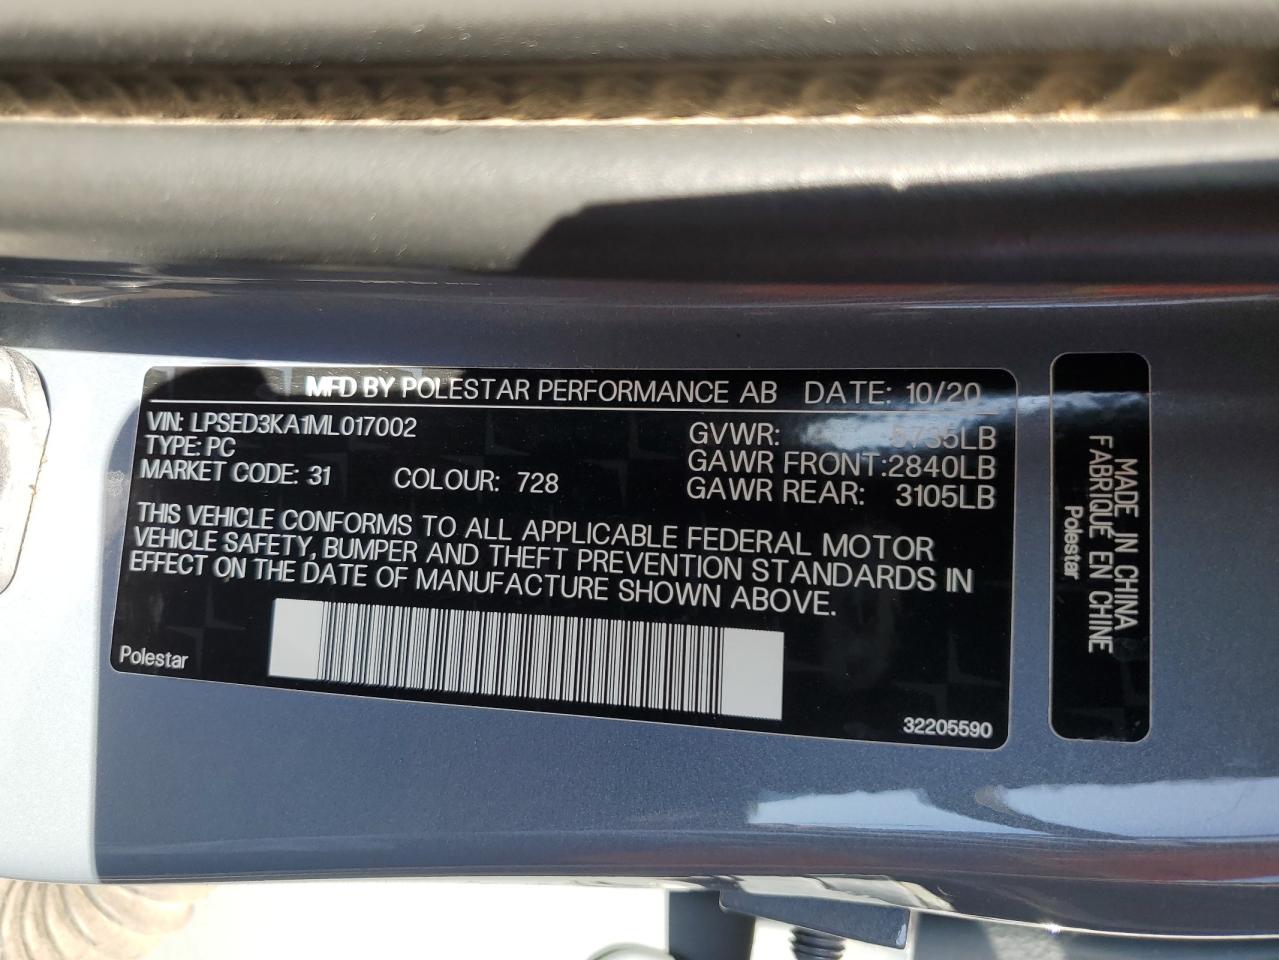 MFD BY POLESTAR PERFORMANCE AB DATE: 10/20
VIN: LPSED3KA1ML017002
TYPE: PC
MARKET CODE: 31 COLOUR: 728
GVWR: 5735LB
GAWR FRONT:2840LB
GAWR REAR: 3105LB
THIS VEHICLE CONFORMS TO ALL APPLICABLE FEDERAL MOTOR
VEHICLE SAFETY, BUMPER AND THEFT PREVENTION STANDARDS IN
EFFECT ON THE DATE OF MANUFACTURE SHOWN ABOVE.
Polestar
32205590
MADE IN CHINA
FABRIQUE EN CHINE
Polestar